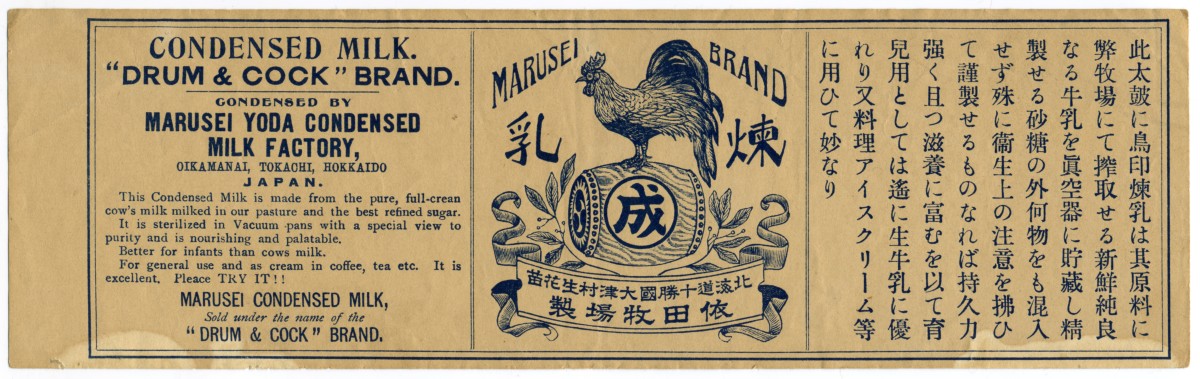 CONDENSED MILK.
“DRUM & COCK” BRAND.
CONDENSED BY
MARUSEI YODA CONDENSED
MILK FACTORY,
OIKAMANAI, TOKACHI, HOKKAIDO
JAPAN.
This Condensed Milk is made from the pure, full-crean
cow's milk milked in our pasture and the best refined sugar.
It is sterilized in Vacuum pans with a special view to
purity and is nourishing and palatable.
Better for infants than cows milk.
For general use and as cream in coffee, tea etc. It is
excellent. Pleace TRY IT!!
MARUSEI CONDENSED MILK,
Sold under the name of the
“DRUM & COCK” BRAND.
MARUSEI BRAND
煉乳
成
北海道十勝國大津村生花苗
依田牧場製
此太皷に鳥印煉乳は其原料に
弊牧場にて搾取せる新鮮純良
なる牛乳を眞空器に貯藏し精
製せる砂糖の外何物をも混入
せず殊に衞生上の注意を拂ひ
て謹製せるものなれば持久力
强く且つ滋養に富むを以て育
兒用としては遙に生牛乳に優
れり又料理アイスクリーム等
に用ひて妙なり